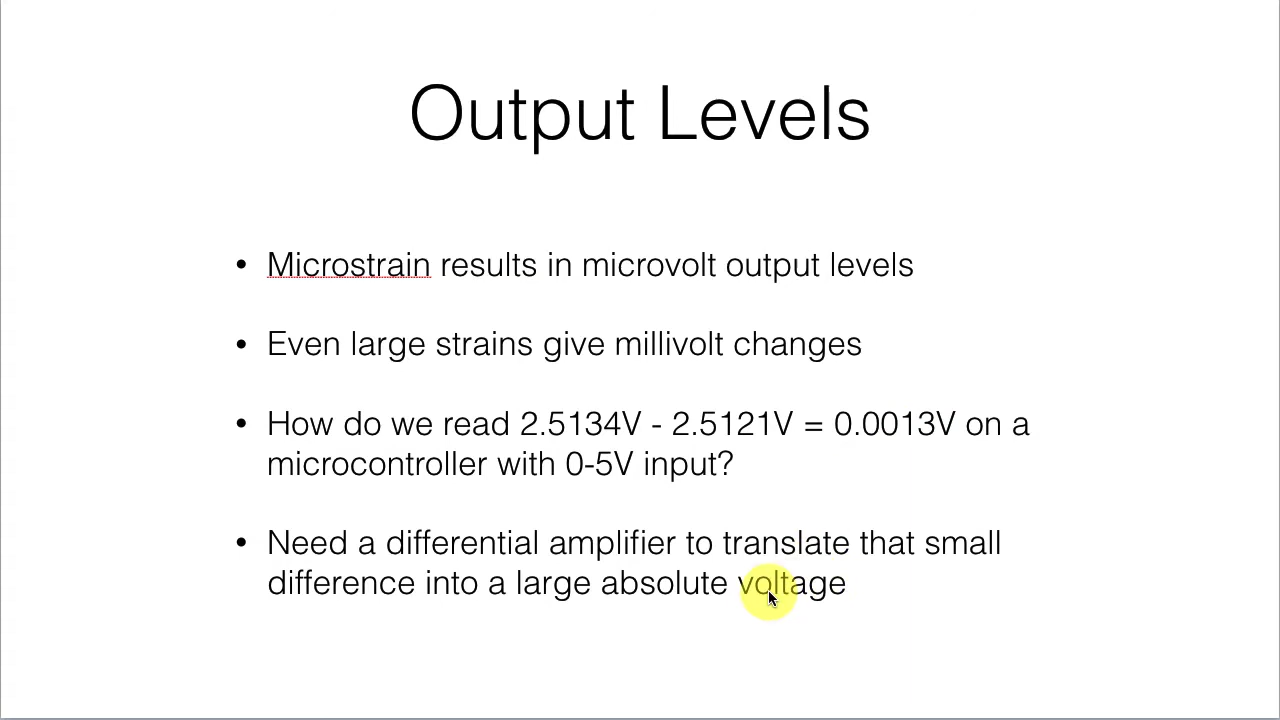 Output Levels
• Microstrain results in microvolt output levels
• Even large strains give millivolt changes
• How do we read 2.5134V - 2.5121V = 0.0013V on a
microcontroller with 0-5V input?
• Need a differential amplifier to translate that small
difference into a large absolute voltage